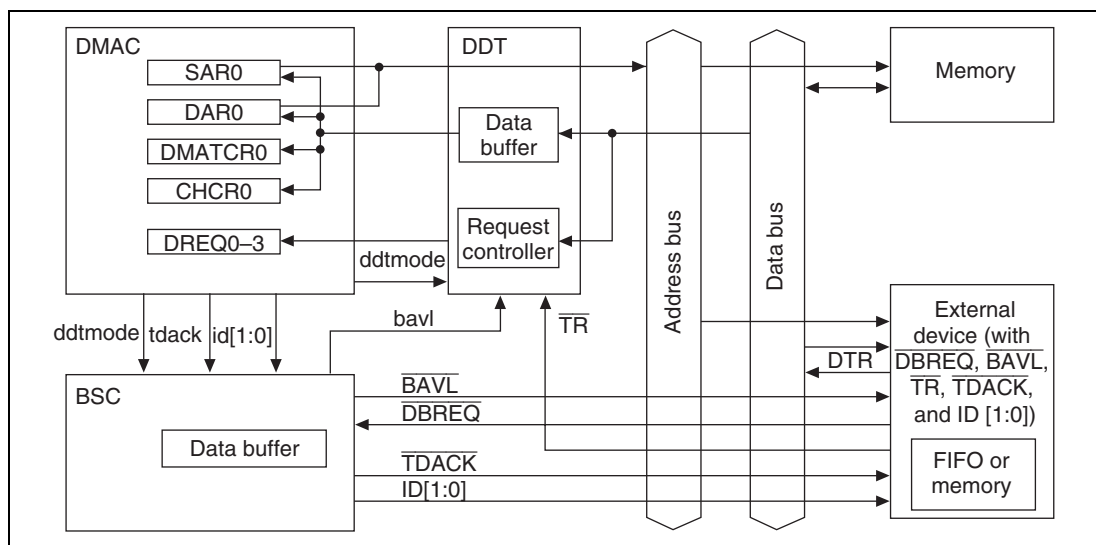 DMAC
SAR0
DAR0
DMATCR0
CHCR0
DREQ0–3
DDT
Data
buffer
Request
controller
ddtmode
bavl
TR
Address bus
Data bus
Memory
ddtmode
tdack
id[1:0]
BSC
Data buffer
BAVL
DBREQ
TDACK
ID[1:0]
DTR
External
device (with
DBREQ, BAVL,
TR, TDACK,
and ID [1:0])
FIFO or
memory